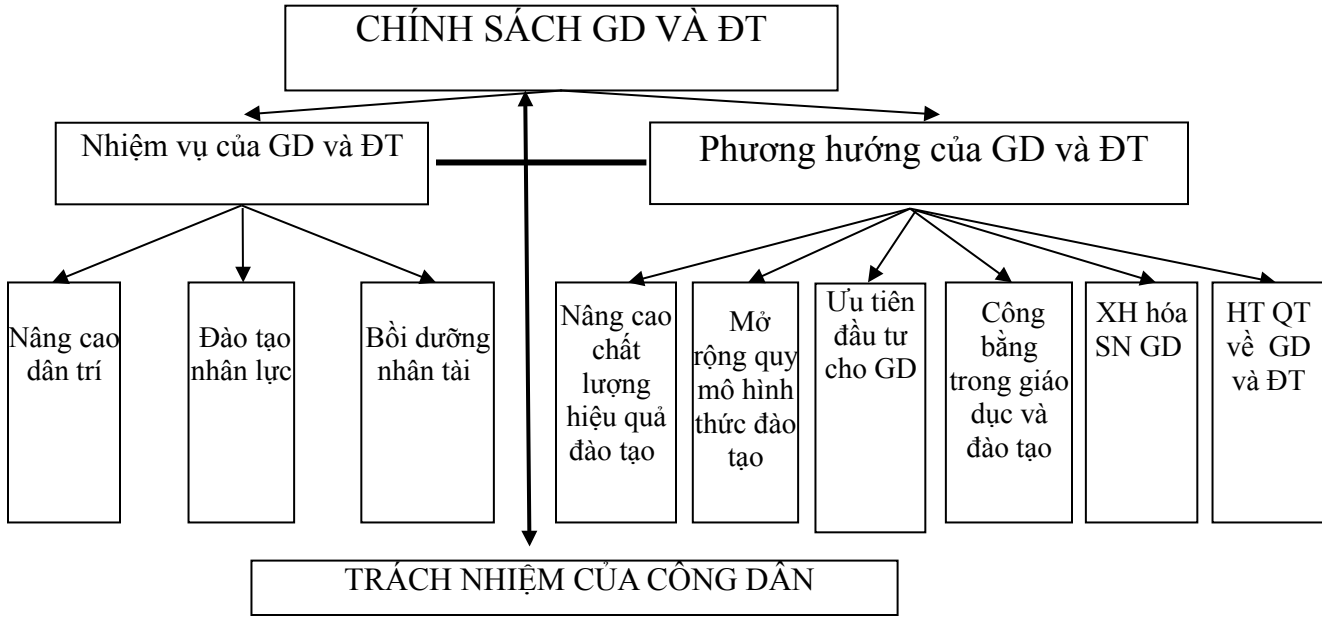 CHÍNH SÁCH GD VÀ ĐT
Nhiệm vụ của GD và ĐT
Phương hướng của GD và ĐT
Nâng cao
dân trí
Đào tạo
nhân lực
Bồi dưỡng
nhân tài
Nâng cao
chất
lượng
hiệu quả
đào tạo
Mở
rộng quy
mô hình
thức đào
tạo
Ưu tiên
đầu tư
cho GD
Công
bằng
trong giáo
dục và
đào tạo
XH hóa
SN GD
HT QT
về GD
và ĐT
TRÁCH NHIỆM CỦA CÔNG DÂN